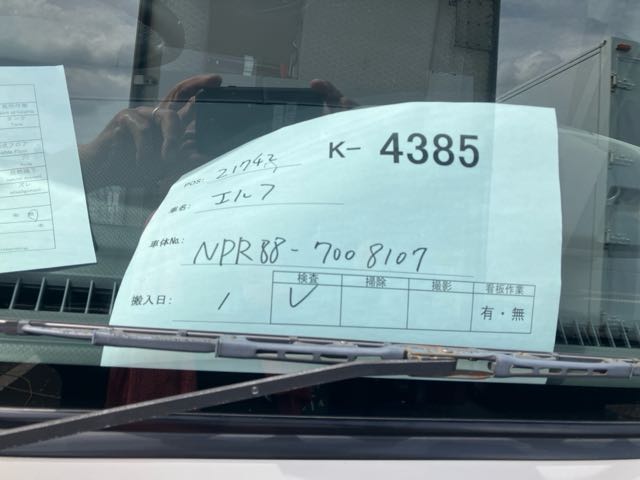 K- 4385
POS: 21742
車名: エルフ
車体No.: NPR88-7008107
搬入日: /
検査 掃除 撮影 看板作業
✓ 有・無